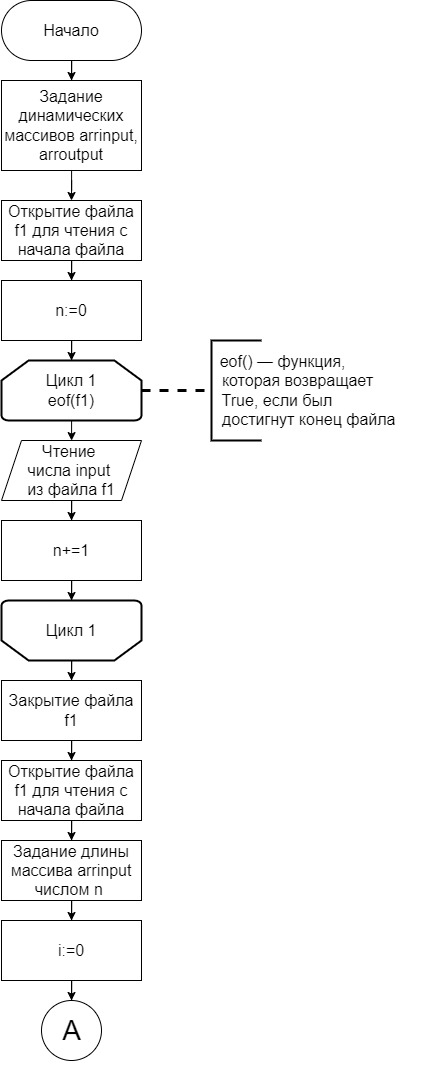 Начало
Задание
динамических
массивов arrinput,
arroutput
Открытие файла
f1 для чтения с
начала файла
n:=0
Цикл 1
eof(f1)
eof() — функция,
которая возвращает
True, если был
достигнут конец файла
Чтение
числа input
из файла f1
n+=1
Цикл 1
Закрытие файла
f1
Открытие файла
f1 для чтения с
начала файла
Задание длины
массива arrinput
числом n
i:=0
A